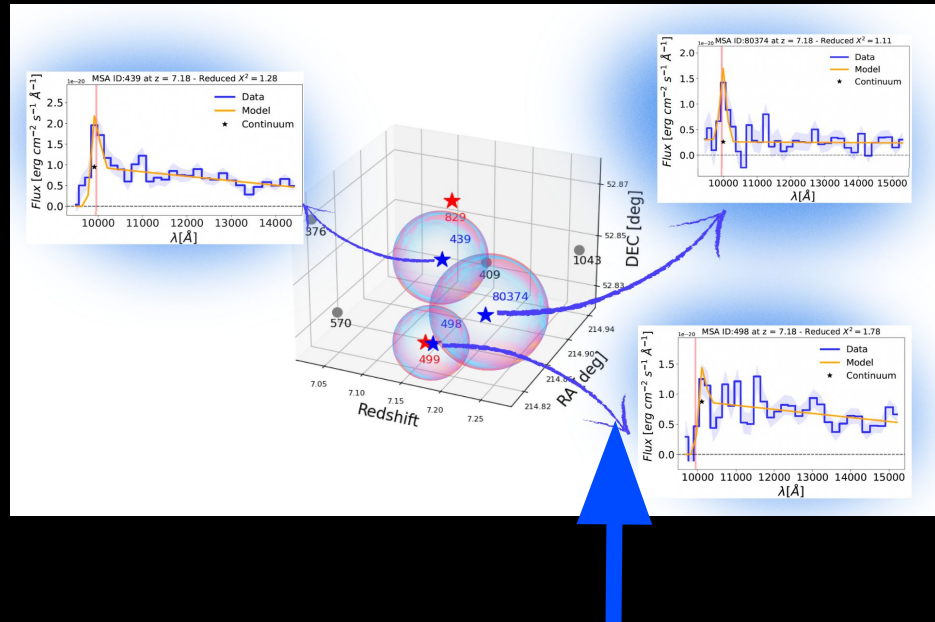 MSA ID:439 at z = 7.18 - Reduced X² = 1.28
1e-20
Flux [erg cm⁻² s⁻¹ Å⁻¹]
2.5
2.0
1.5
1.0
0.5
0.0
Data
Model
Continuum
10000 11000 12000 13000 14000
λ[Å]
MSA ID:80374 at z = 7.18 - Reduced X² = 1.11
1e-20
Flux [erg cm⁻² s⁻¹ Å⁻¹]
2.0
1.5
1.0
0.5
0.0
Data
Model
Continuum
10000 11000 12000 13000 14000 15000
λ[Å]
829
439
376
409
1043
80374
570
498
499
52.87
52.85
52.83
DEC [deg]
214.94
214.90
214.82
RA [deg]
7.05
7.10
7.15
7.20
7.25
Redshift
MSA ID:498 at z = 7.18 - Reduced X² = 1.78
1e-20
Flux [erg cm⁻² s⁻¹ Å⁻¹]
1.5
1.0
0.5
0.0
Data
Model
Continuum
10000 11000 12000 13000 14000 15000
λ[Å]